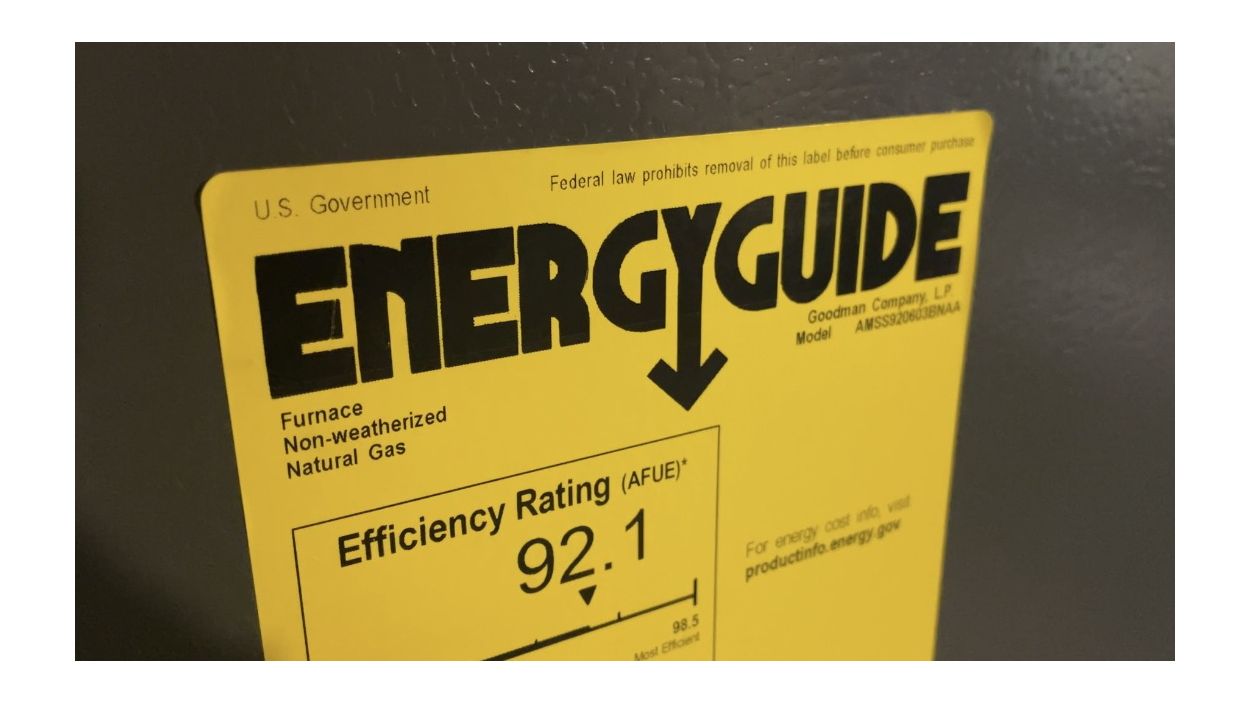 U.S. Government
Federal law prohibits removal of this label before consumer purchase
ENERGYGUIDE
Goodman Company, L.P.
Model AMSS920603BNAA
Furnace
Non-weatherized
Natural Gas
Efficiency Rating (AFUE)*
92.1
98.5
Most Efficient
For energy cost info, visit
productinfo.energy.gov